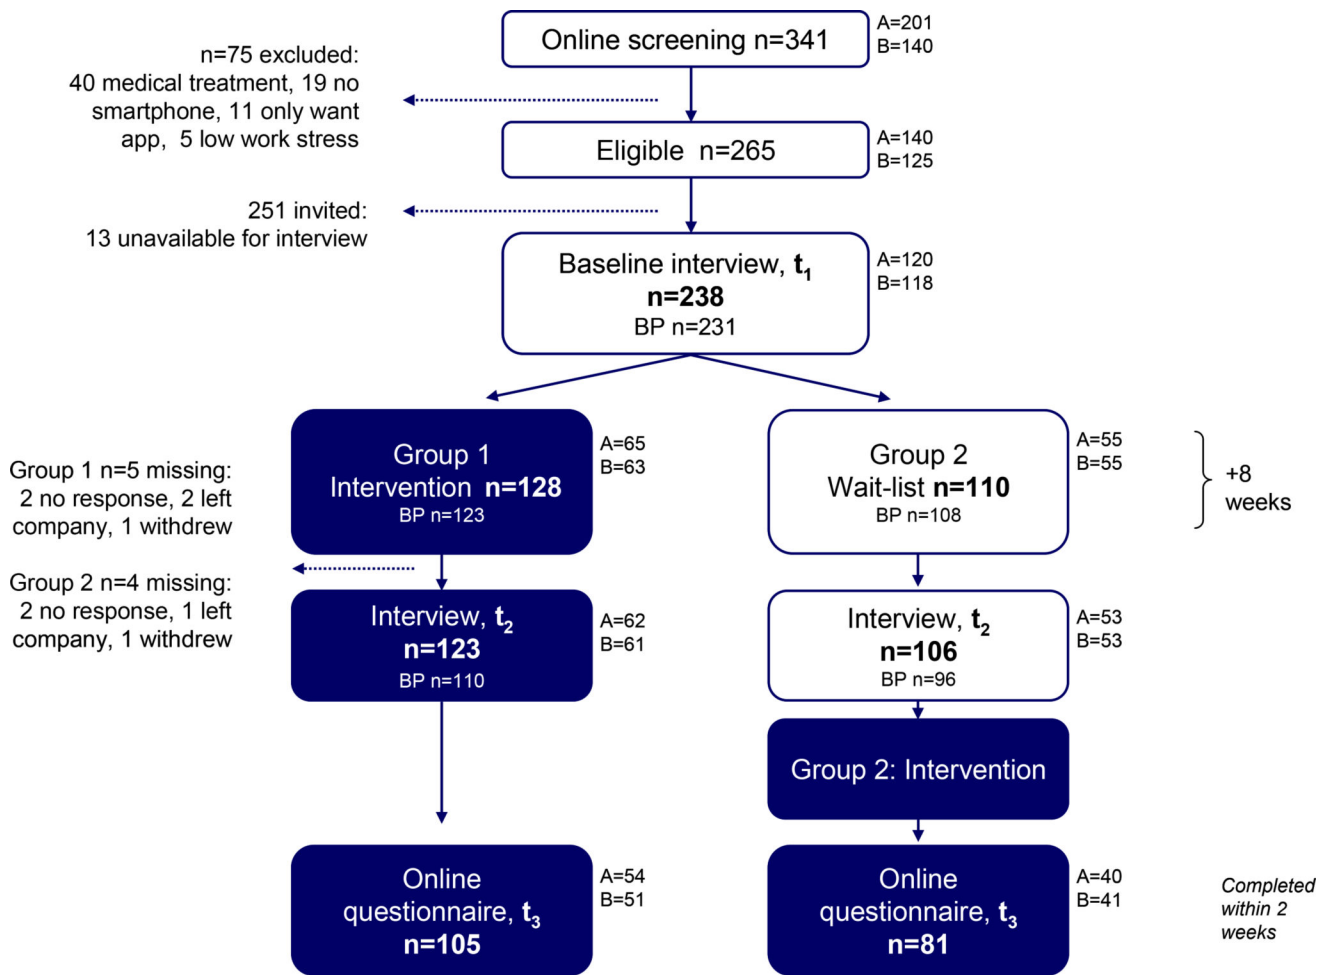 Online screening n=341
A=201
B=140
n=75 excluded:
40 medical treatment, 19 no
smartphone, 11 only want
app,  5 low work stress
Eligible  n=265
A=140
B=125
251 invited:
13 unavailable for interview
Baseline interview, t1
n=238
BP n=231
A=120
B=118
Group 1
Intervention n=128
BP n=123
A=65
B=63
Group 2
Wait-list n=110
BP n=108
A=55
B=55
+8
weeks
Group 1 n=5 missing:
2 no response, 2 left
company, 1 withdrew
Group 2 n=4 missing:
2 no response, 1 left
company, 1 withdrew
Interview, t2
n=123
BP n=110
A=62
B=61
Interview, t2
n=106
BP n=96
A=53
B=53
Group 2: Intervention
Online
questionnaire, t3
n=105
A=54
B=51
Online
questionnaire, t3
n=81
A=40
B=41
Completed
within 2
weeks